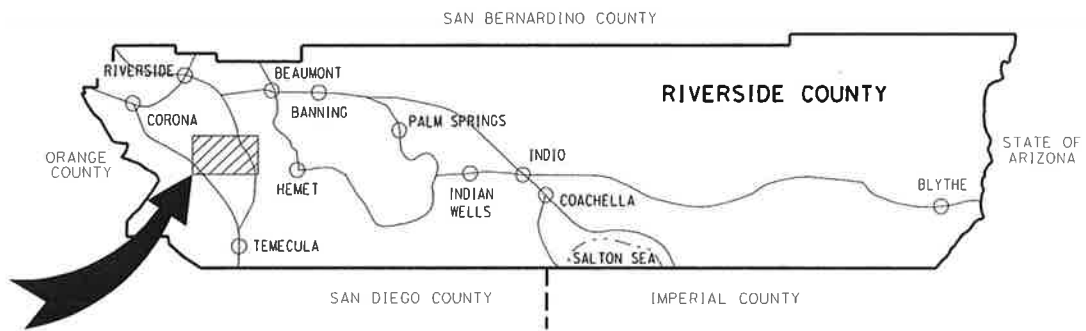 SAN BERNARDINO COUNTY
RIVERSIDE
BEAUMONT
BANNING
RIVERSIDE COUNTY
CORONA
PALM SPRINGS
ORANGE
COUNTY
STATE OF
ARIZONA
INDIO
HEMET
INDIAN
WELLS
COACHELLA
BLYTHE
TEMECULA
SALTON SEA
SAN DIEGO COUNTY
IMPERIAL COUNTY